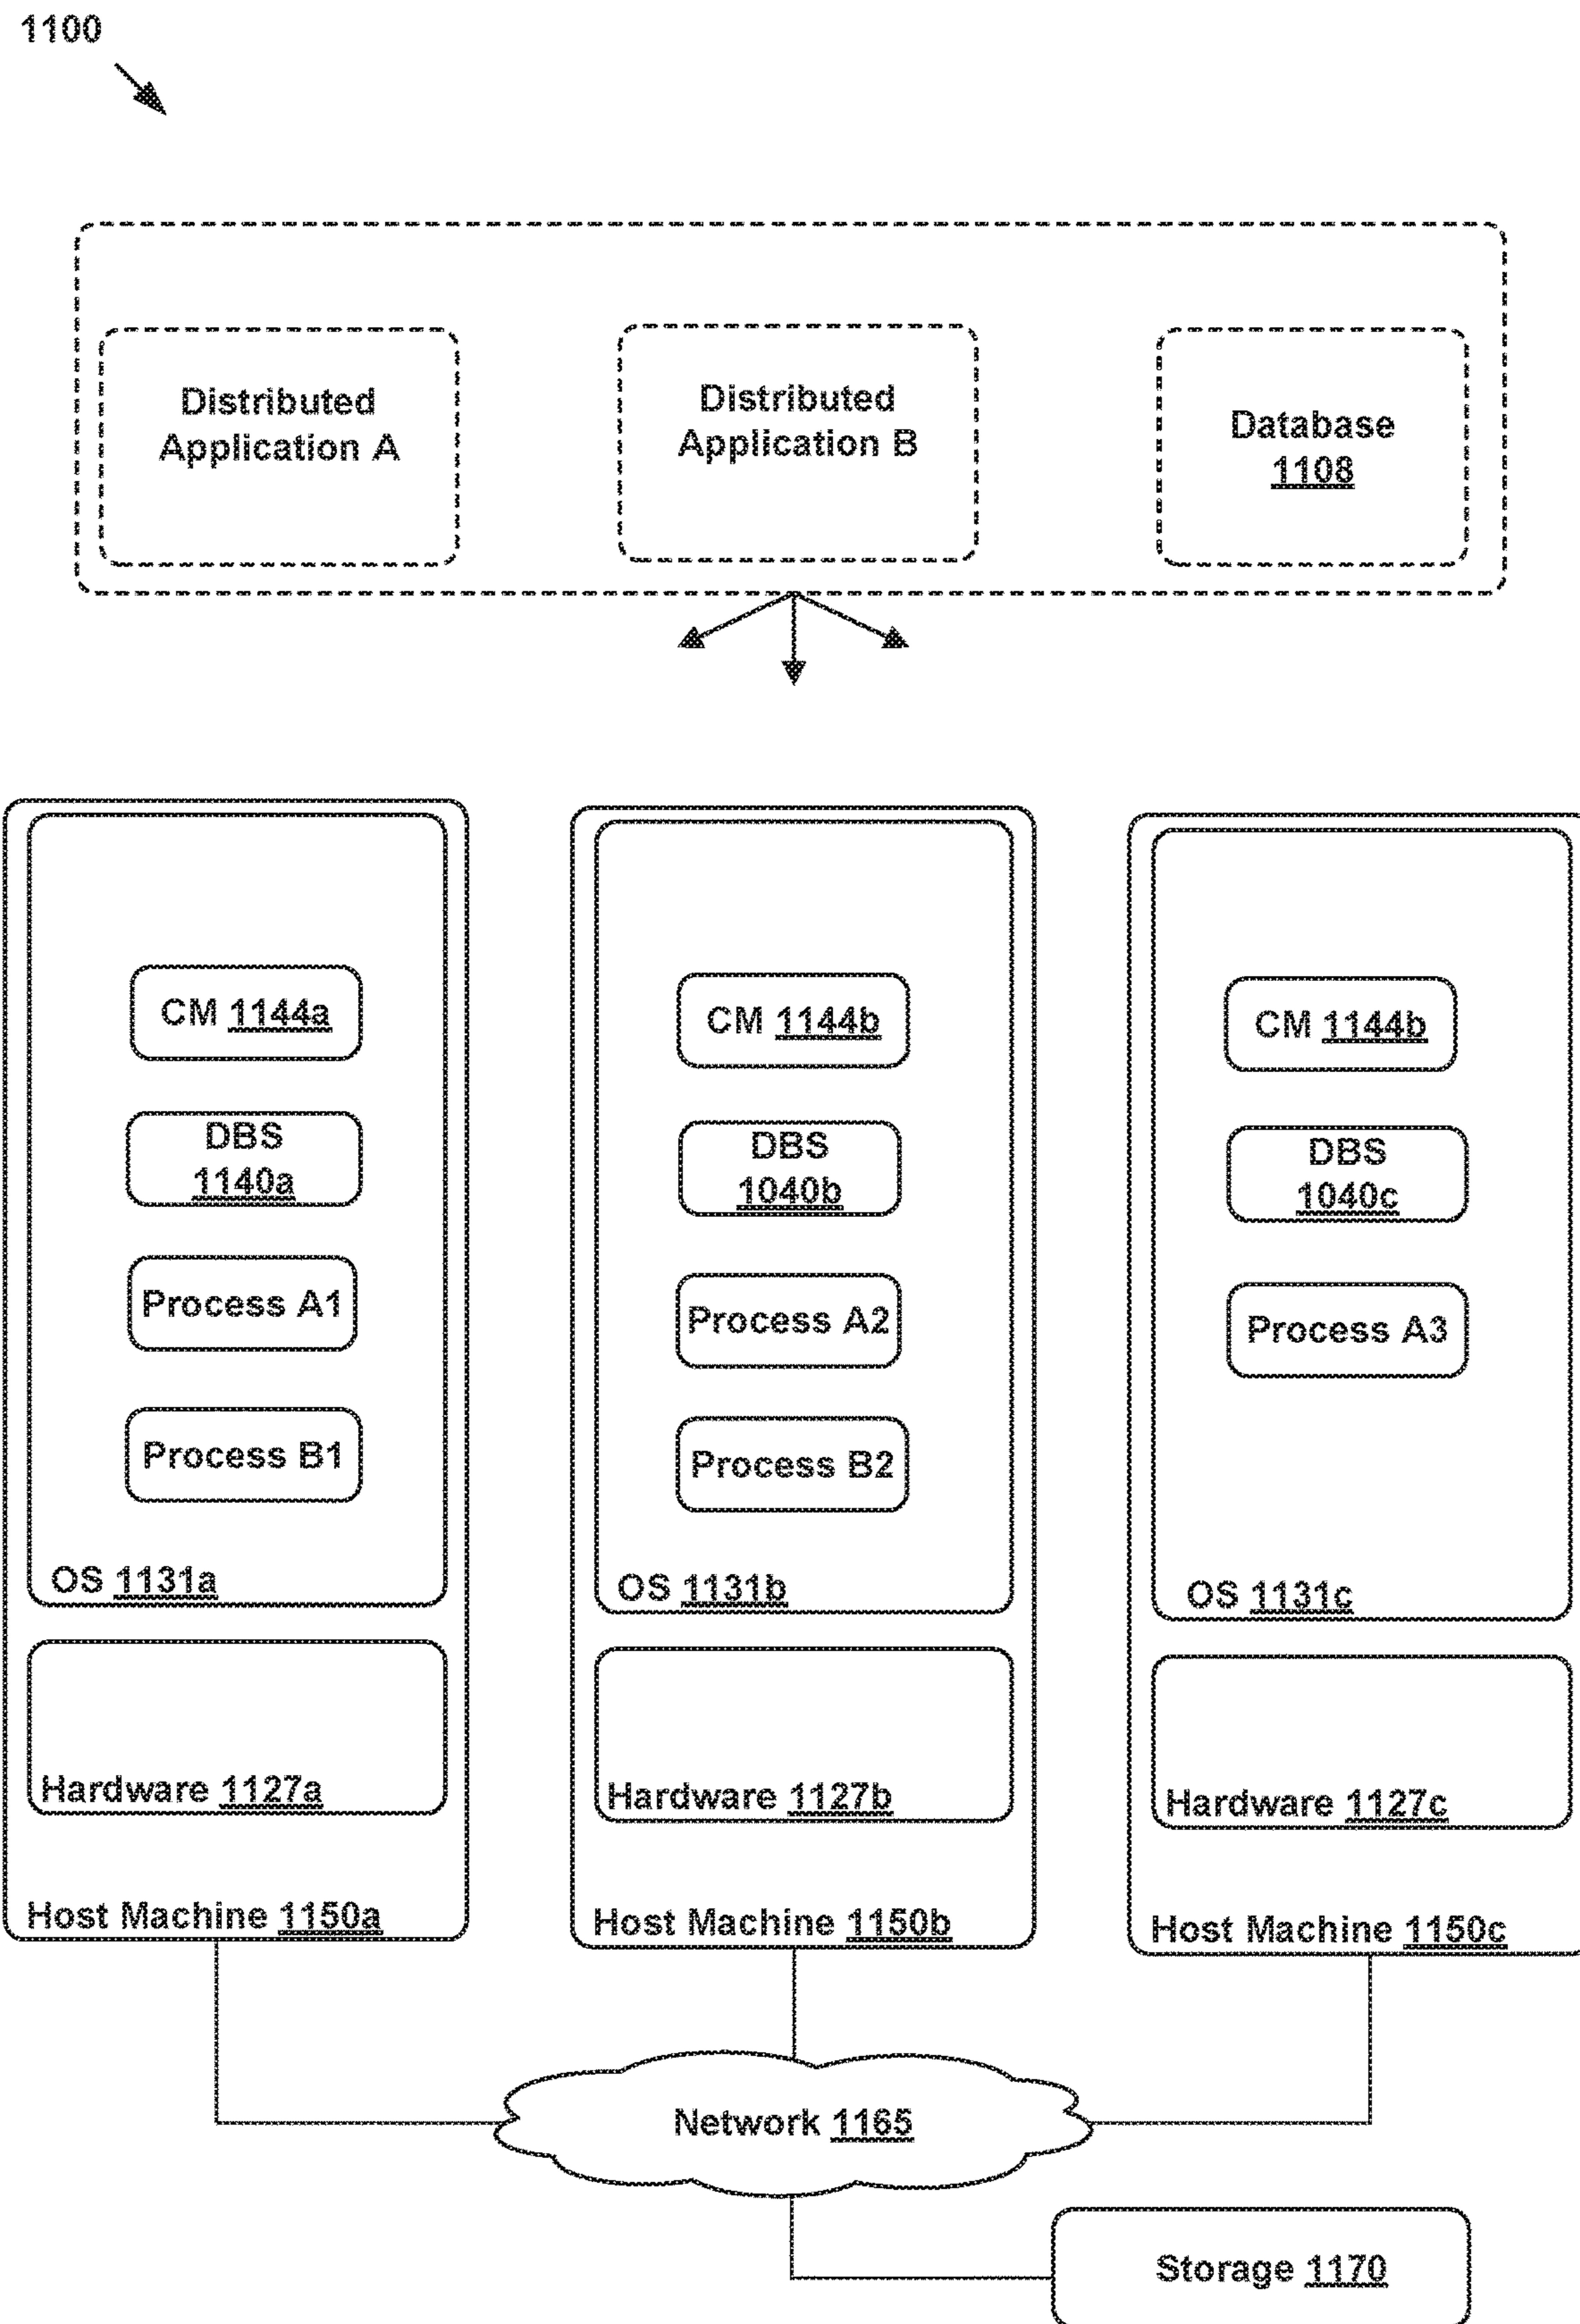 1100
Distributed
Application A
Distributed
Application B
Database
1108
CM 1144a
DBS
1140a
Process A1
Process B1
OS 1131a
Hardware 1127a
Host Machine 1150a
CM 1144b
DBS
1040b
Process A2
Process B2
OS 1131b
Hardware 1127b
Host Machine 1150b
CM 1144b
DBS
1040c
Process A3
OS 1131c
Hardware 1127c
Host Machine 1150c
Network 1165
Storage 1170